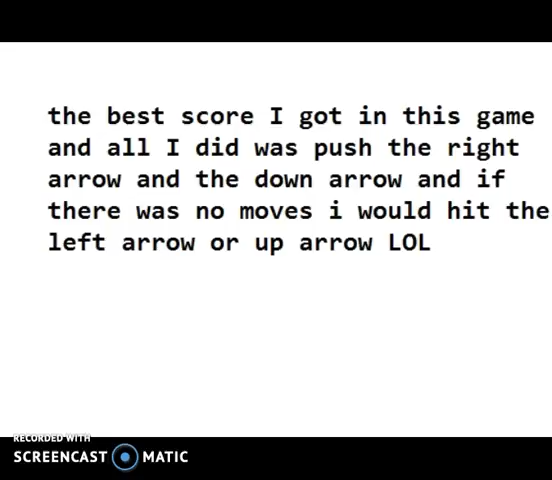 the best score I got in this game
and all I did was push the right
arrow and the down arrow and if
there was no moves i would hit the
left arrow or up arrow LOL
RECORDED WITH
SCREENCAST MATIC